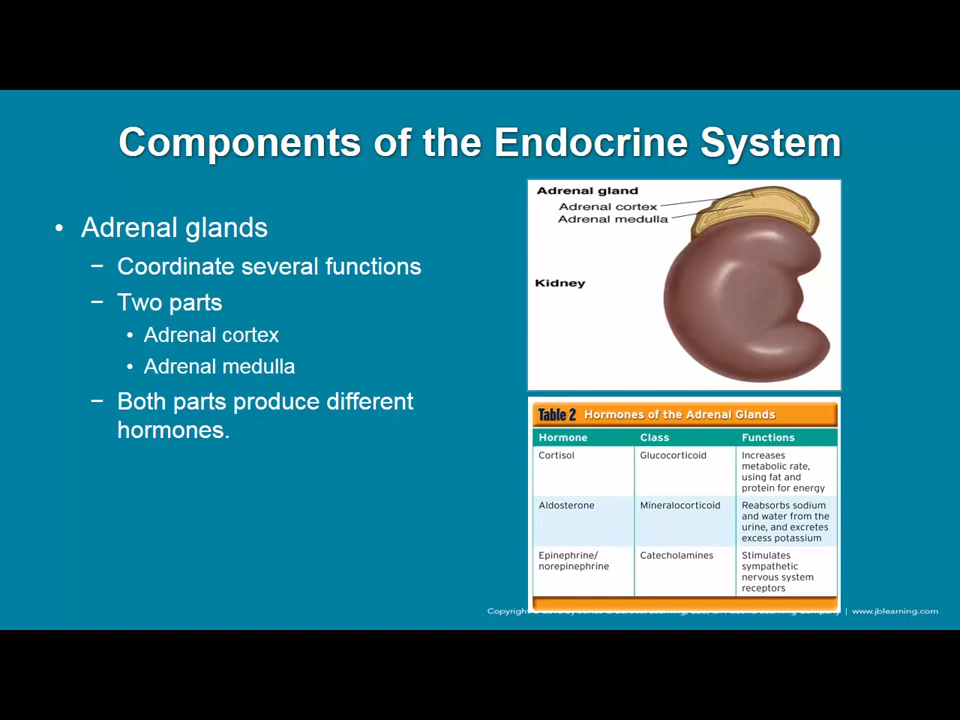 Components of the Endocrine System
• Adrenal glands
– Coordinate several functions
– Two parts
• Adrenal cortex
• Adrenal medulla
– Both parts produce different
hormones.
Adrenal gland
Adrenal cortex
Adrenal medulla
Kidney
Table 2 Hormones of the Adrenal Glands
Hormone Class Functions
Cortisol Glucocorticoid Increases
metabolic rate,
using fat and
protein for energy
Aldosterone Mineralocorticoid Reabsorbs sodium
and water from the
urine, and excretes
excess potassium
Epinephrine/ Catecholamines Stimulates
norepinephrine sympathetic
nervous system
receptors
Copyright | www.jblearning.com